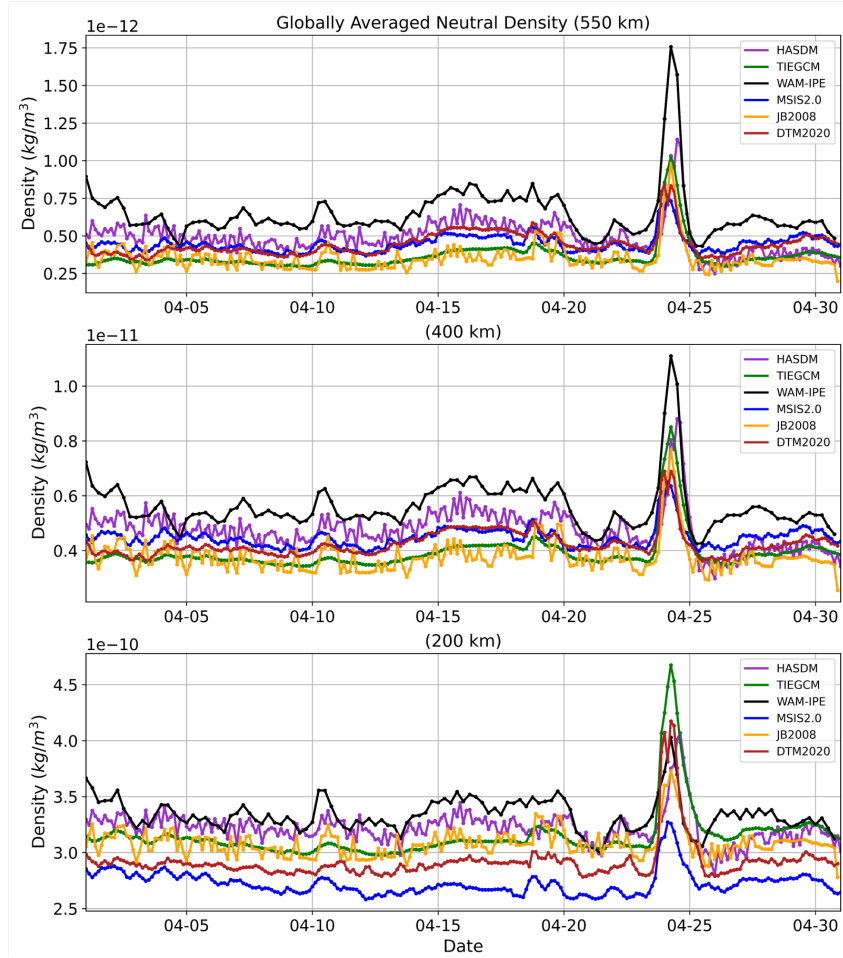 Globally Averaged Neutral Density (550 km)
1e−12
Density (kg/m³)
1.75
1.50
1.25
1.00
0.75
0.50
0.25
HASDM
TIEGCM
WAM-IPE
MSIS2.0
JB2008
DTM2020
04-05 04-10 04-15 04-20 04-25 04-30
(400 km)
1e−11
Density (kg/m³)
1.0
0.8
0.6
0.4
HASDM
TIEGCM
WAM-IPE
MSIS2.0
JB2008
DTM2020
04-05 04-10 04-15 04-20 04-25 04-30
(200 km)
1e−10
Density (kg/m³)
4.5
4.0
3.5
3.0
2.5
HASDM
TIEGCM
WAM-IPE
MSIS2.0
JB2008
DTM2020
04-05 04-10 04-15 04-20 04-25 04-30
Date